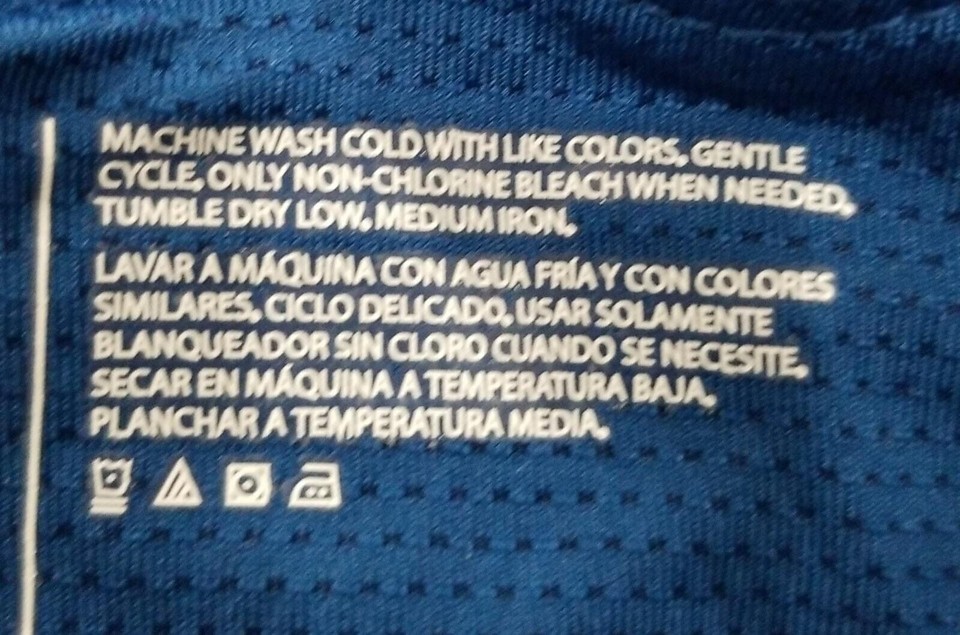 MACHINE WASH COLD WITH LIKE COLORS, GENTLE
CYCLE, ONLY NON-CHLORINE BLEACH WHEN NEEDED,
TUMBLE DRY LOW, MEDIUM IRON.
LAVAR A MÁQUINA CON AGUA FRÍA Y CON COLORES
SIMILARES, CICLO DELICADO, USAR SOLAMENTE
BLANQUEADOR SIN CLORO CUANDO SE NECESITE,
SECAR EN MÁQUINA A TEMPERATURA BAJA,
PLANCHAR A TEMPERATURA MEDIA.